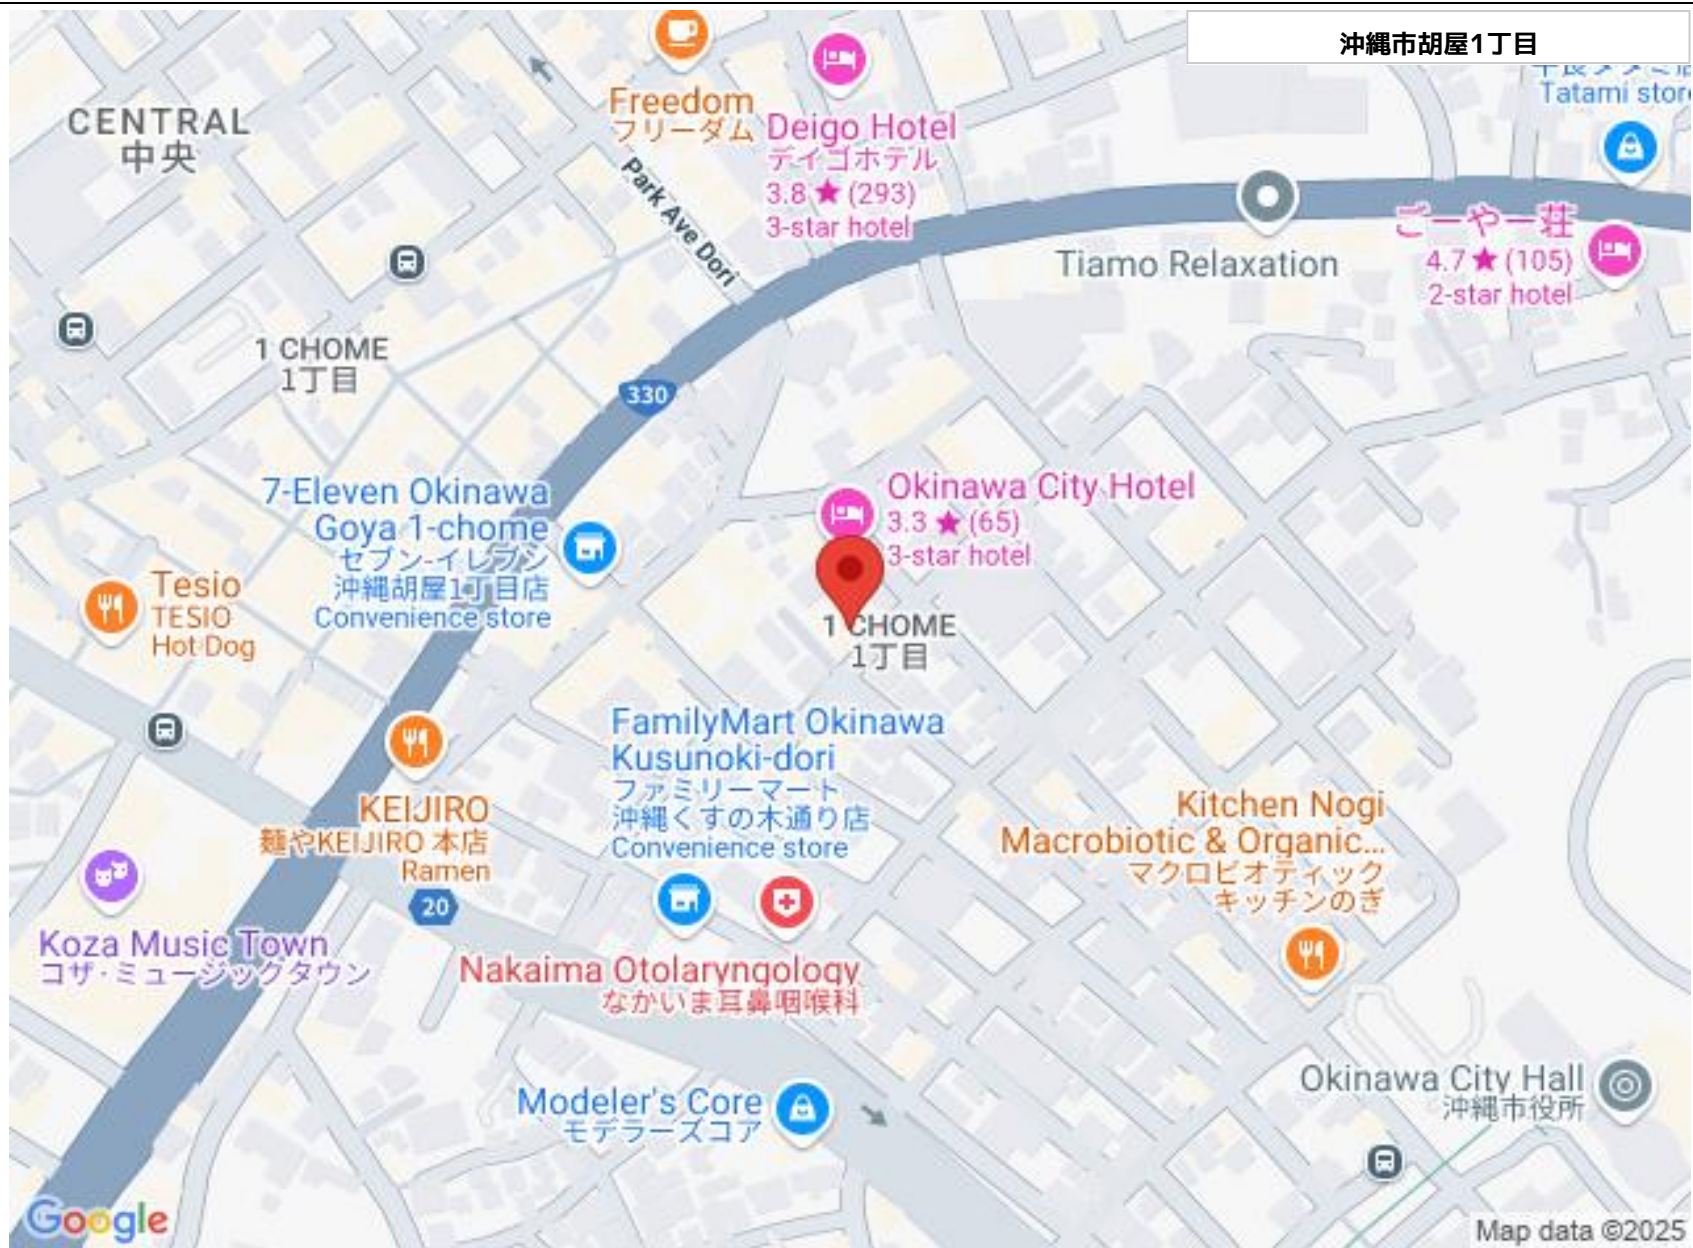 沖縄市胡屋1丁目
Tatami store
CENTRAL
中央
Freedom
フリーダム
Park Ave Dori
Deigo Hotel
デイゴホテル
3.8 ★ (293)
3-star hotel
Tiamo Relaxation
ごーやー荘
4.7 ★ (105)
2-star hotel
1 CHOME
1丁目
330
7-Eleven Okinawa
Goya 1-chome
セブン-イレブン
沖縄胡屋1丁目店
Convenience store
Okinawa City Hotel
3.3 ★ (65)
3-star hotel
Tesio
TESIO
Hot Dog
1 CHOME
1丁目
FamilyMart Okinawa
Kusunoki-dori
ファミリーマート
沖縄くすの木通り店
Convenience store
KEIJIRO
麺やKEIJIRO 本店
Ramen
20
Kitchen Nogi
Macrobiotic & Organic...
マクロビオティック
キッチンのぎ
Koza Music Town
コザ・ミュージックタウン
Nakaima Otolaryngology
なかいま耳鼻咽喉科
Modeler's Core
モデラーズコア
Okinawa City Hall
沖縄市役所
Google
Map data ©2025